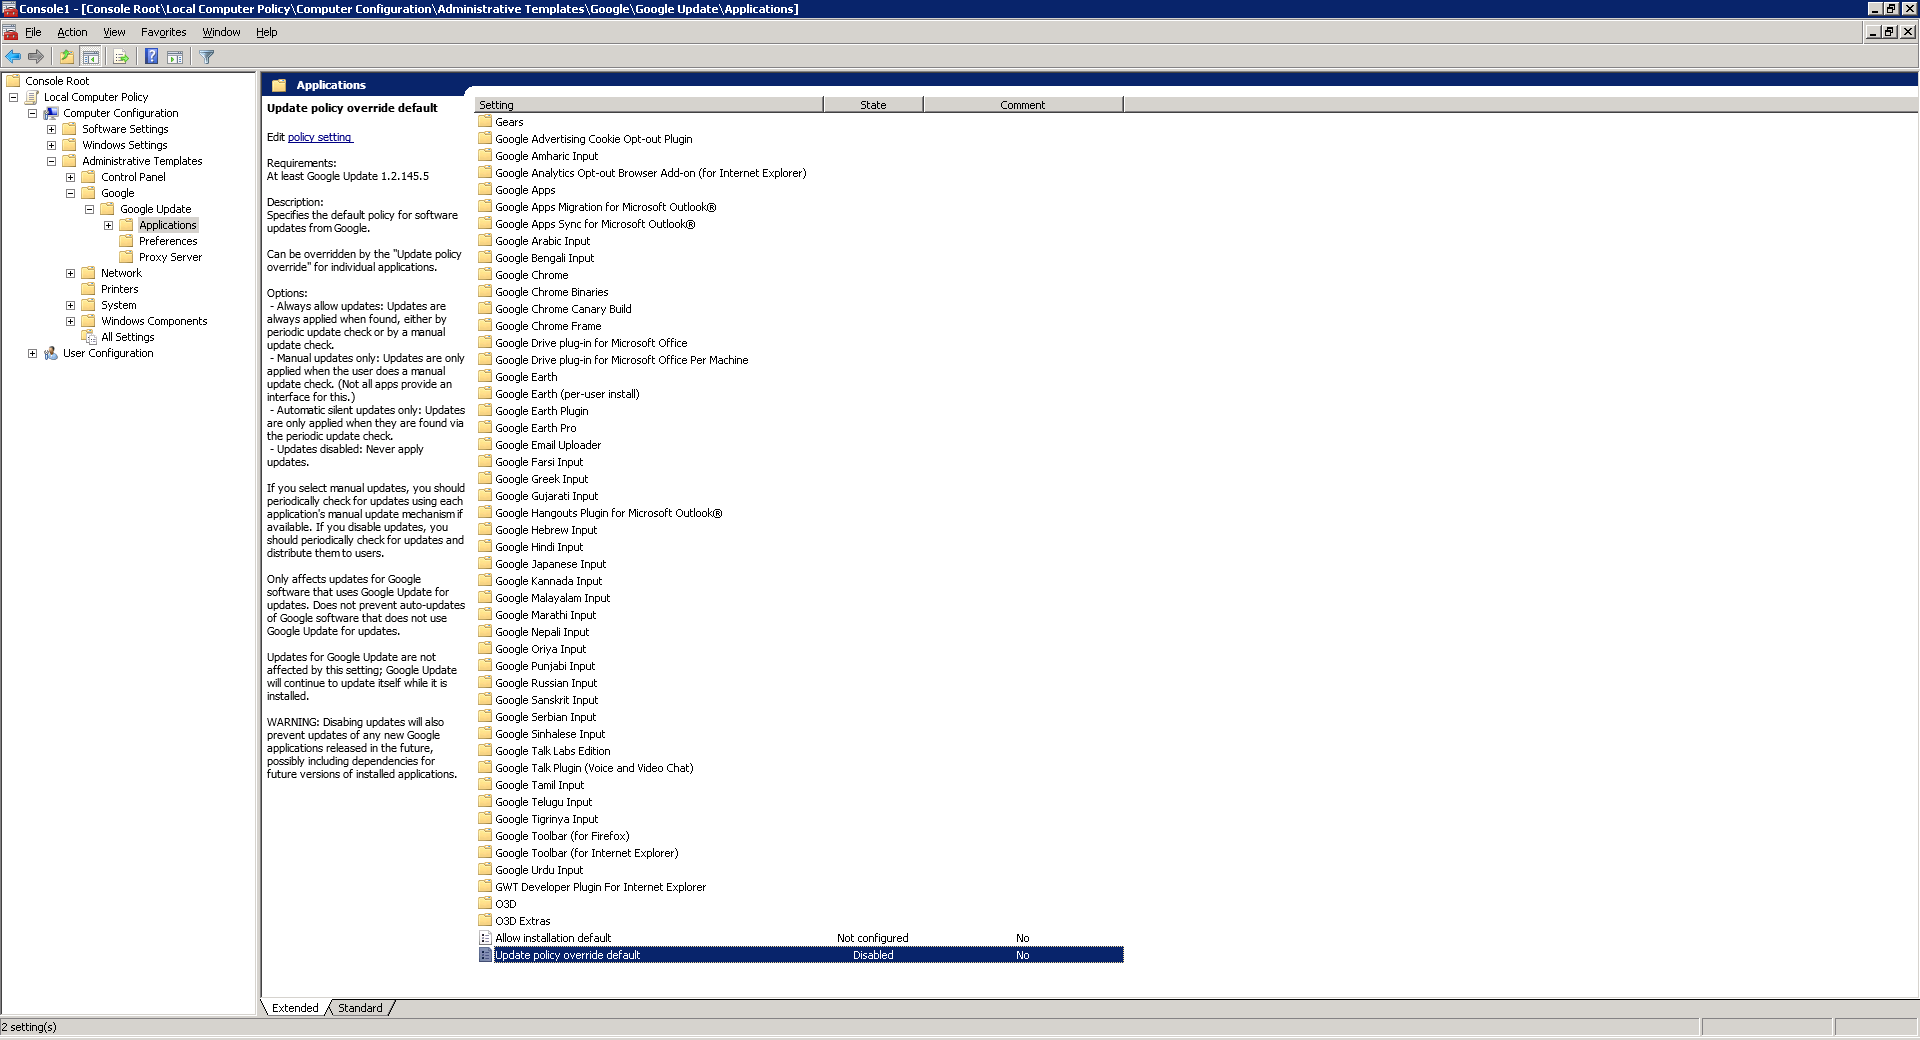 Console1 - [Console Root\Local Computer Policy\Computer Configuration\Administrative Templates\Google\Google Update\Applications]
File Action View Favorites Window Help
Console Root
Local Computer Policy
Computer Configuration
Software Settings
Windows Settings
Administrative Templates
Control Panel
Google
Google Update
Applications
Preferences
Proxy Server
Network
Printers
System
Windows Components
All Settings
User Configuration
Applications
Update policy override default
Edit policy setting
Requirements:
At least Google Update 1.2.145.5
Description:
Specifies the default policy for software
updates from Google.
Can be overridden by the "Update policy
override" for individual applications.
Options:
- Always allow updates: Updates are
always applied when found, either by
periodic update check or by a manual
update check.
- Manual updates only: Updates are only
applied when the user does a manual
update check. (Not all apps provide an
interface for this.)
- Automatic silent updates only: Updates
are only applied when they are found via
the periodic update check.
- Updates disabled: Never apply
updates.
If you select manual updates, you should
periodically check for updates using each
application's manual update mechanism if
available. If you disable updates, you
should periodically check for updates and
distribute them to users.
Only affects updates for Google
software that uses Google Update for
updates. Does not prevent auto-updates
of Google software that does not use
Google Update for updates.
Updates for Google Update are not
affected by this setting; Google Update
will continue to update itself while it is
installed.
WARNING: Disabing updates will also
prevent updates of any new Google
applications released in the future,
possibly including dependencies for
future versions of installed applications.
Setting State Comment
Gears
Google Advertising Cookie Opt-out Plugin
Google Amharic Input
Google Analytics Opt-out Browser Add-on (for Internet Explorer)
Google Apps
Google Apps Migration for Microsoft Outlook®
Google Apps Sync for Microsoft Outlook®
Google Arabic Input
Google Bengali Input
Google Chrome
Google Chrome Binaries
Google Chrome Canary Build
Google Chrome Frame
Google Drive plug-in for Microsoft Office
Google Drive plug-in for Microsoft Office Per Machine
Google Earth
Google Earth (per-user install)
Google Earth Plugin
Google Earth Pro
Google Email Uploader
Google Farsi Input
Google Greek Input
Google Gujarati Input
Google Hangouts Plugin for Microsoft Outlook®
Google Hebrew Input
Google Hindi Input
Google Japanese Input
Google Kannada Input
Google Malayalam Input
Google Marathi Input
Google Nepali Input
Google Oriya Input
Google Punjabi Input
Google Russian Input
Google Sanskrit Input
Google Serbian Input
Google Sinhalese Input
Google Talk Labs Edition
Google Talk Plugin (Voice and Video Chat)
Google Tamil Input
Google Telugu Input
Google Tigrinya Input
Google Toolbar (for Firefox)
Google Toolbar (for Internet Explorer)
Google Urdu Input
GWT Developer Plugin For Internet Explorer
O3D
O3D Extras
Allow installation default Not configured No
Update policy override default Disabled No
Extended Standard
2 setting(s)